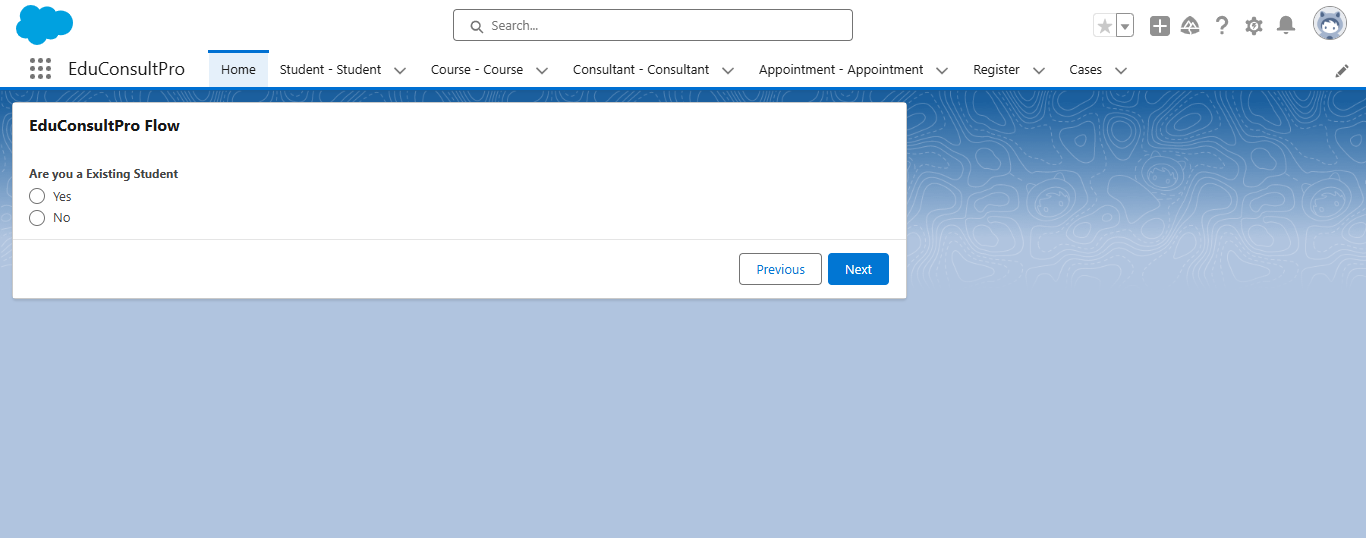 Search...
EduConsultPro
Home
Student - Student
Course - Course
Consultant - Consultant
Appointment - Appointment
Register
Cases
EduConsultPro Flow
Are you a Existing Student
Yes
No
Previous
Next